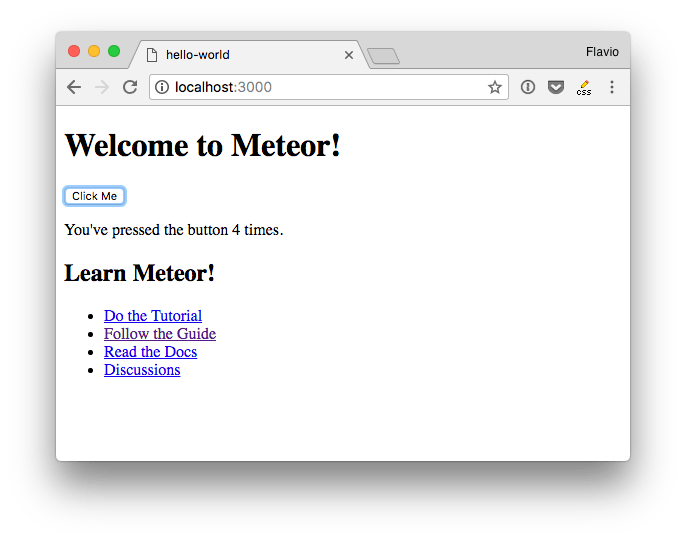 hello-world
Flavio
localhost:3000
css
Welcome to Meteor!
Click Me
You've pressed the button 4 times.
Learn Meteor!
Do the Tutorial
Follow the Guide
Read the Docs
Discussions